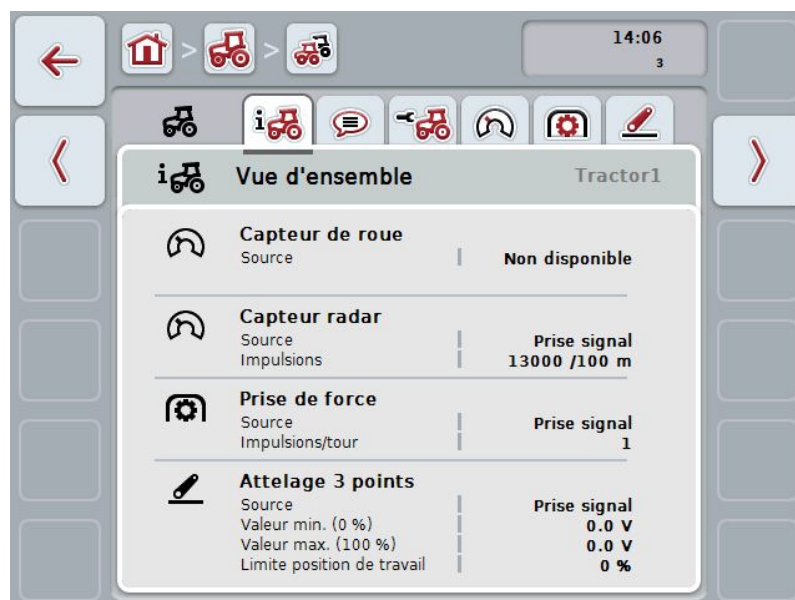 14:06
3
Vue d'ensemble Tractor1
Capteur de roue
Source Non disponible
Capteur radar
Source Prise signal
Impulsions 13000 /100 m
Prise de force
Source Prise signal
Impulsions/tour 1
Attelage 3 points
Source Prise signal
Valeur min. (0 %) 0.0 V
Valeur max. (100 %) 0.0 V
Limite position de travail 0 %